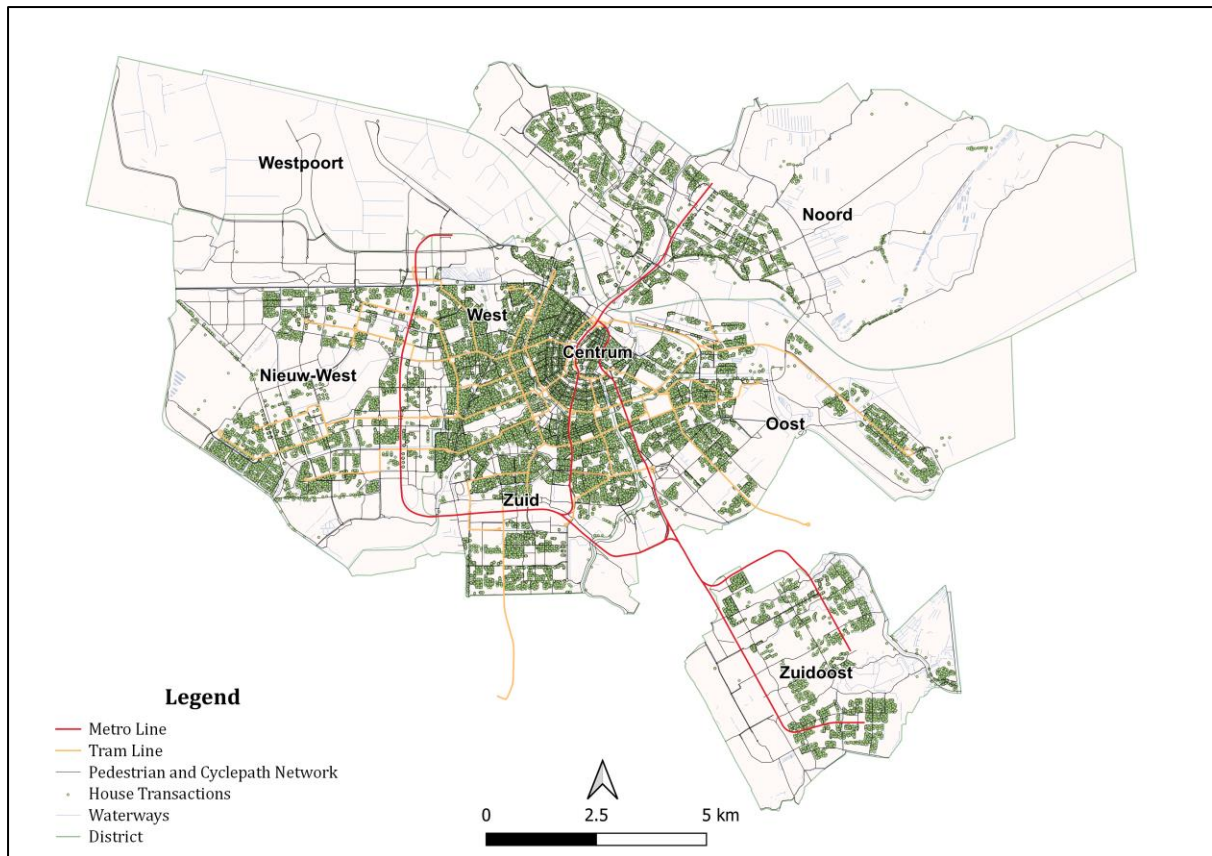 Westpoort
Noord
West
Centrum
Nieuw-West
Oost
Zuid
Zuidoost
Legend
Metro Line
Tram Line
Pedestrian and Cyclepath Network
House Transactions
Waterways
District
0 2.5 5 km